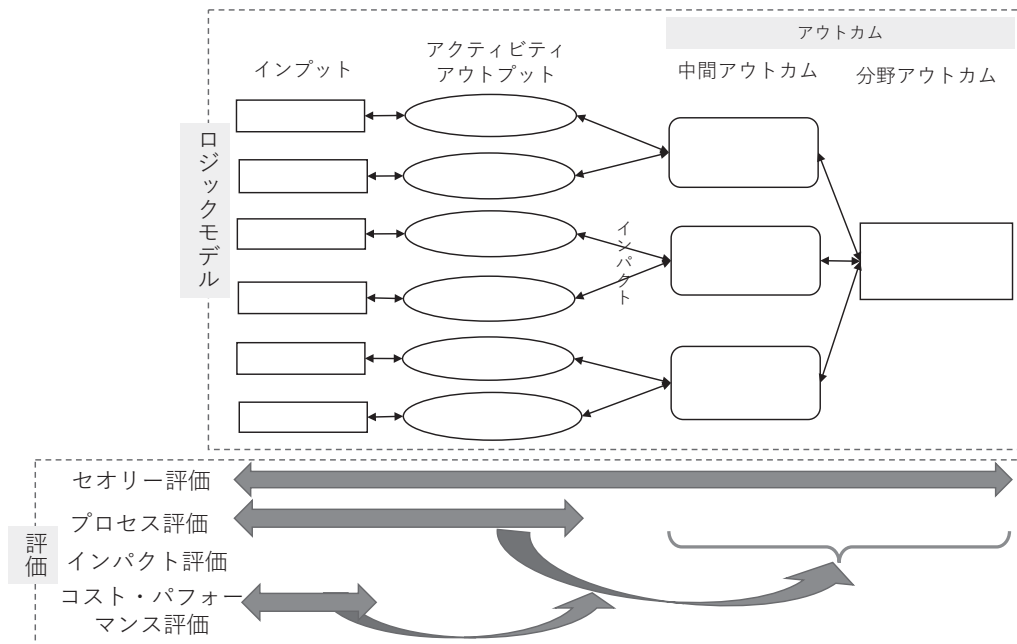 アウトカム
インプット
アクティビティ
アウトプット
中間アウトカム
分野アウトカム
ロジックモデル
インパクト
評価
セオリー評価
プロセス評価
インパクト評価
コスト・パフォー
マンス評価